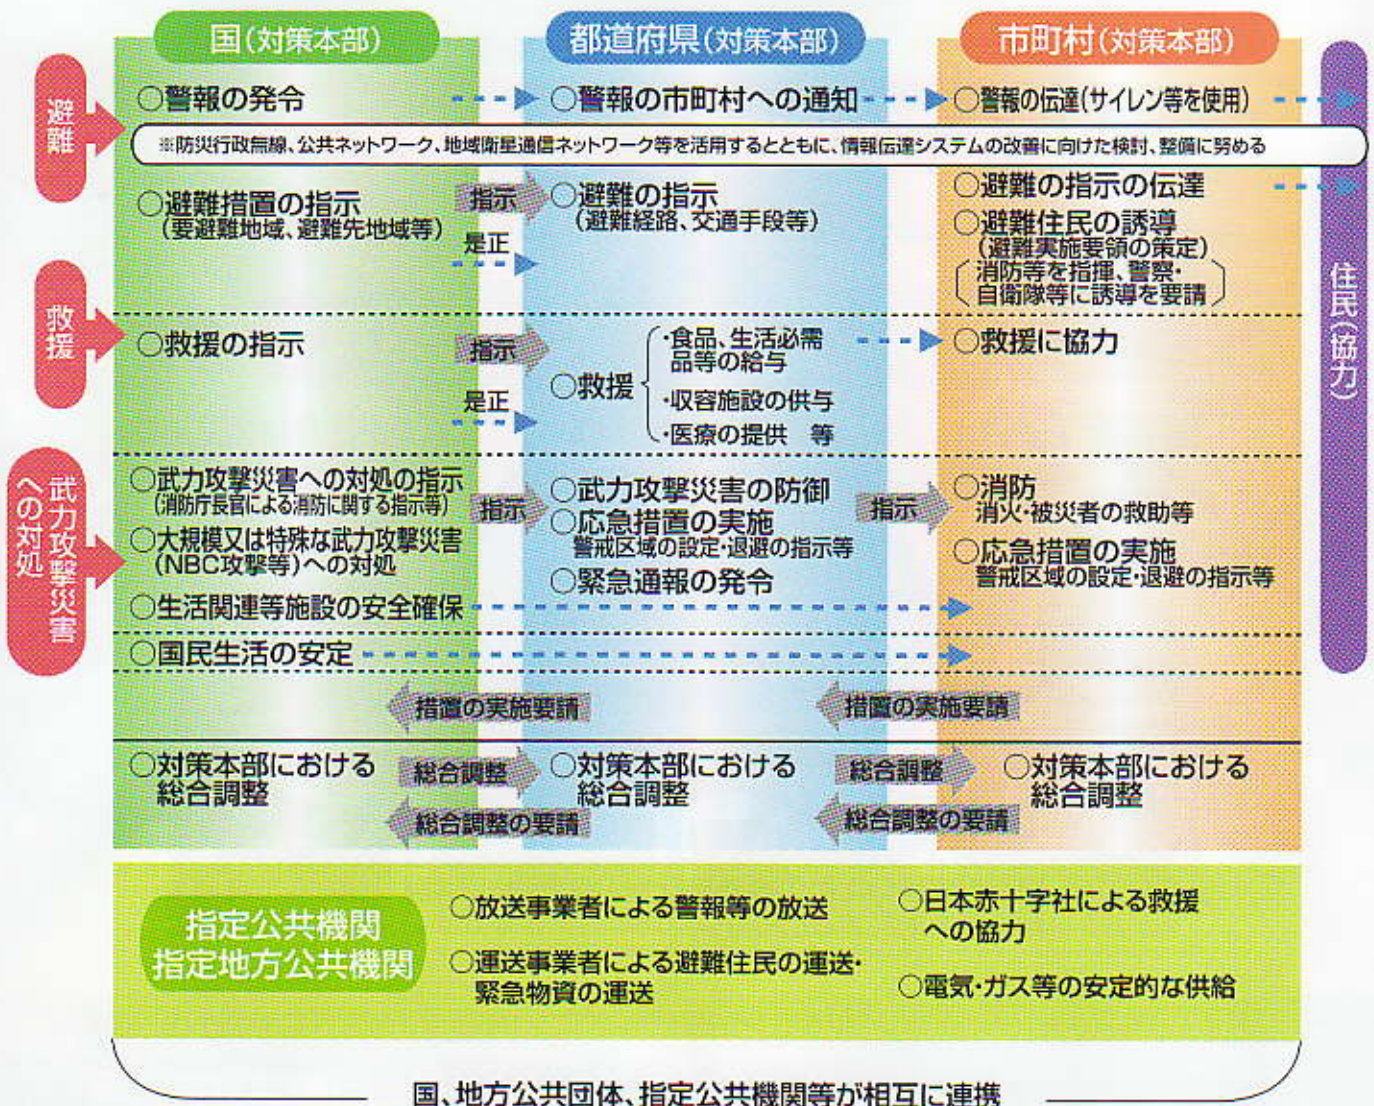 国(対策本部)
都道府県(対策本部)
市町村(対策本部)
避難
○警報の発令
○警報の市町村への通知
○警報の伝達(サイレン等を使用)
※防災行政無線、公共ネットワーク、地域衛星通信ネットワーク等を活用するとともに、情報伝達システムの改善に向けた検討、整備に努める
○避難措置の指示
(要避難地域、避難先地域等)
指示
是正
○避難の指示
(避難経路、交通手段等)
○避難の指示の伝達
○避難住民の誘導
(避難実施要領の策定)
消防等を指揮、警察・
自衛隊等に誘導を要請
住民(協力)
救援
○救援の指示
指示
是正
○救援
・食品、生活必需
品等の給与
・収容施設の供与
・医療の提供 等
○救援に協力
武力攻撃災害
への対処
○武力攻撃災害への対処の指示
(消防庁長官による消防に関する指示等)
○大規模又は特殊な武力攻撃災害
(NBC攻撃等)への対処
○生活関連等施設の安全確保
指示
○武力攻撃災害の防御
○応急措置の実施
警戒区域の設定・退避の指示等
○緊急通報の発令
指示
○消防
消火・被災者の救助等
○応急措置の実施
警戒区域の設定・退避の指示等
○国民生活の安定
措置の実施要請
措置の実施要請
○対策本部における
総合調整
総合調整
総合調整の要請
○対策本部における
総合調整
総合調整
総合調整の要請
○対策本部における
総合調整
指定公共機関
指定地方公共機関
○放送事業者による警報等の放送
○運送事業者による避難住民の運送・
緊急物資の運送
○日本赤十字社による救援
への協力
○電気・ガス等の安定的な供給
国、地方公共団体、指定公共機関等が相互に連携